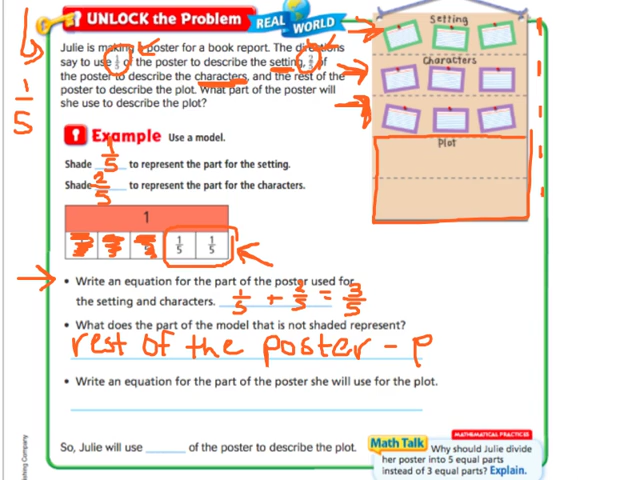 UNLOCK the Problem REAL WORLD
Julie is making a poster for a book report. The directions
say to use 1/5 of the poster to describe the setting, 2/5 of
the poster to describe the characters, and the rest of the
poster to describe the plot. What part of the poster will
she use to describe the plot?
1/5
Example Use a model.
Shade 1/5 to represent the part for the setting.
Shade 2/5 to represent the part for the characters.
1
1/5 1/5
• Write an equation for the part of the poster used for
the setting and characters. 1/5 + 2/5 = 3/5
• What does the part of the model that is not shaded represent?
rest of the poster - p
• Write an equation for the part of the poster she will use for the plot.
So, Julie will use ______ of the poster to describe the plot.
Setting
Characters
Plot
MATHEMATICAL PRACTICES
Math Talk Why should Julie divide
her poster into 5 equal parts
instead of 3 equal parts? Explain.